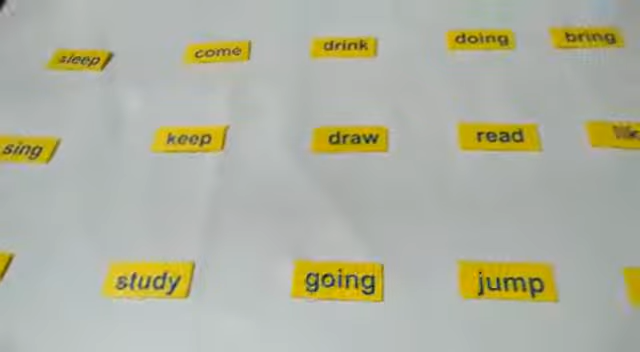 sleep come drink doing bring
sing keep draw read
study going jump